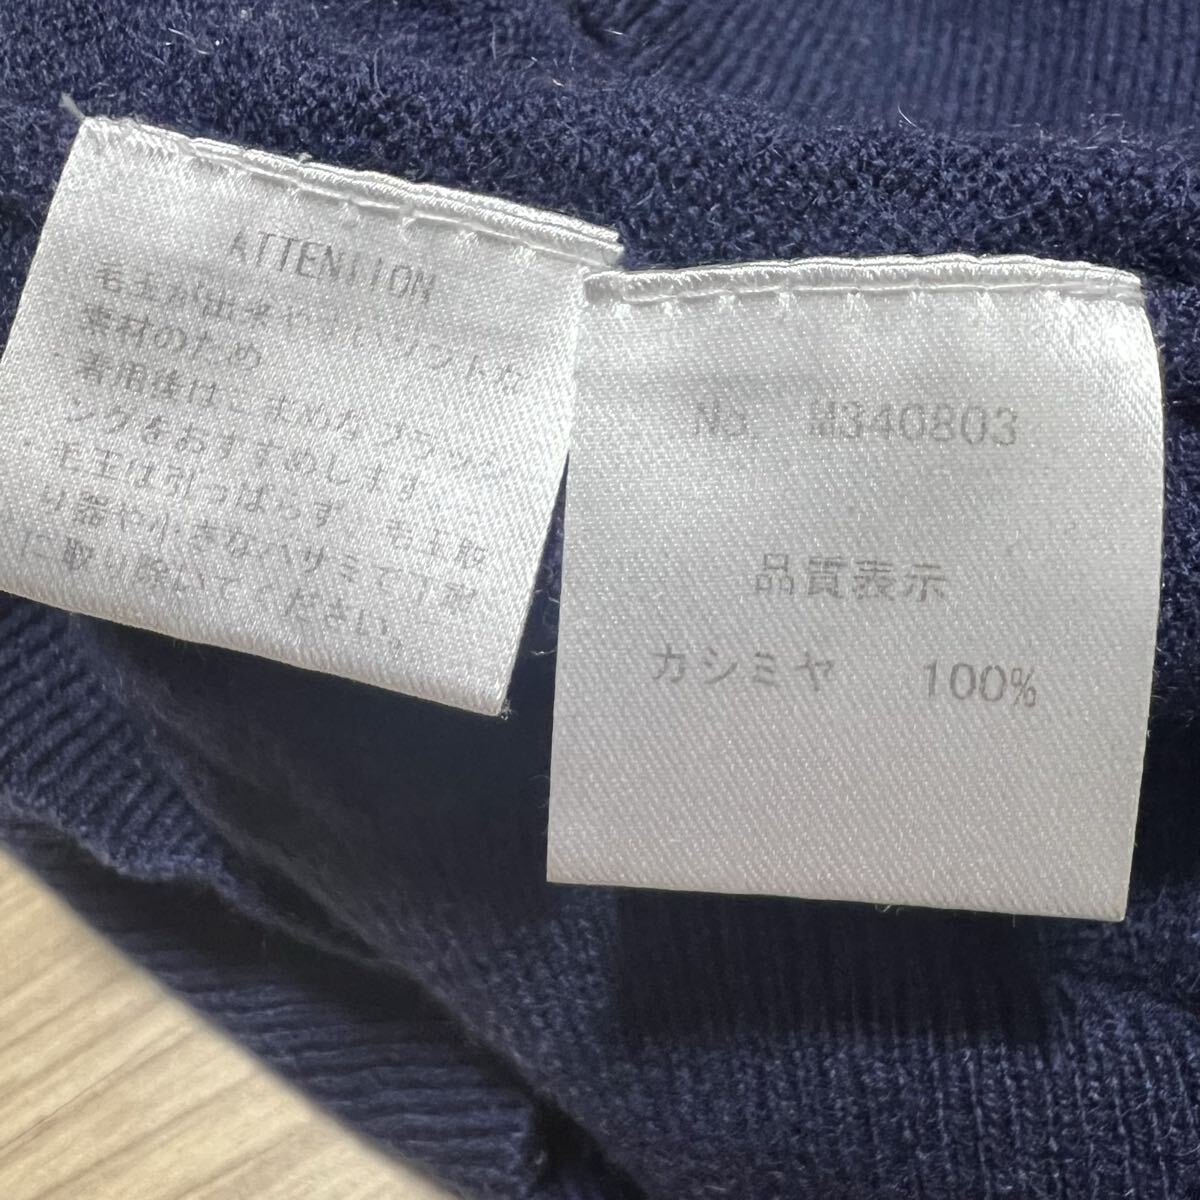 ATTENTION
毛玉が出来やすいソフトな
素材のため
着用後はこまめなブラッシ
ングをおすすめします。
・毛玉は引っぱらず、毛玉取
り器や小さなハサミで丁寧
に取り除いてください。
No. M340803
品質表示
カシミヤ 100%